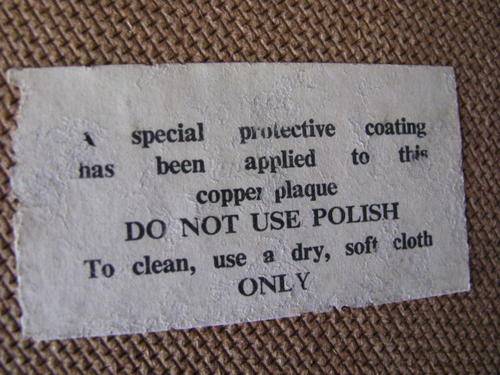 A special protective coating
has been applied to this
copper plaque
DO NOT USE POLISH
To clean, use a dry, soft cloth
ONLY